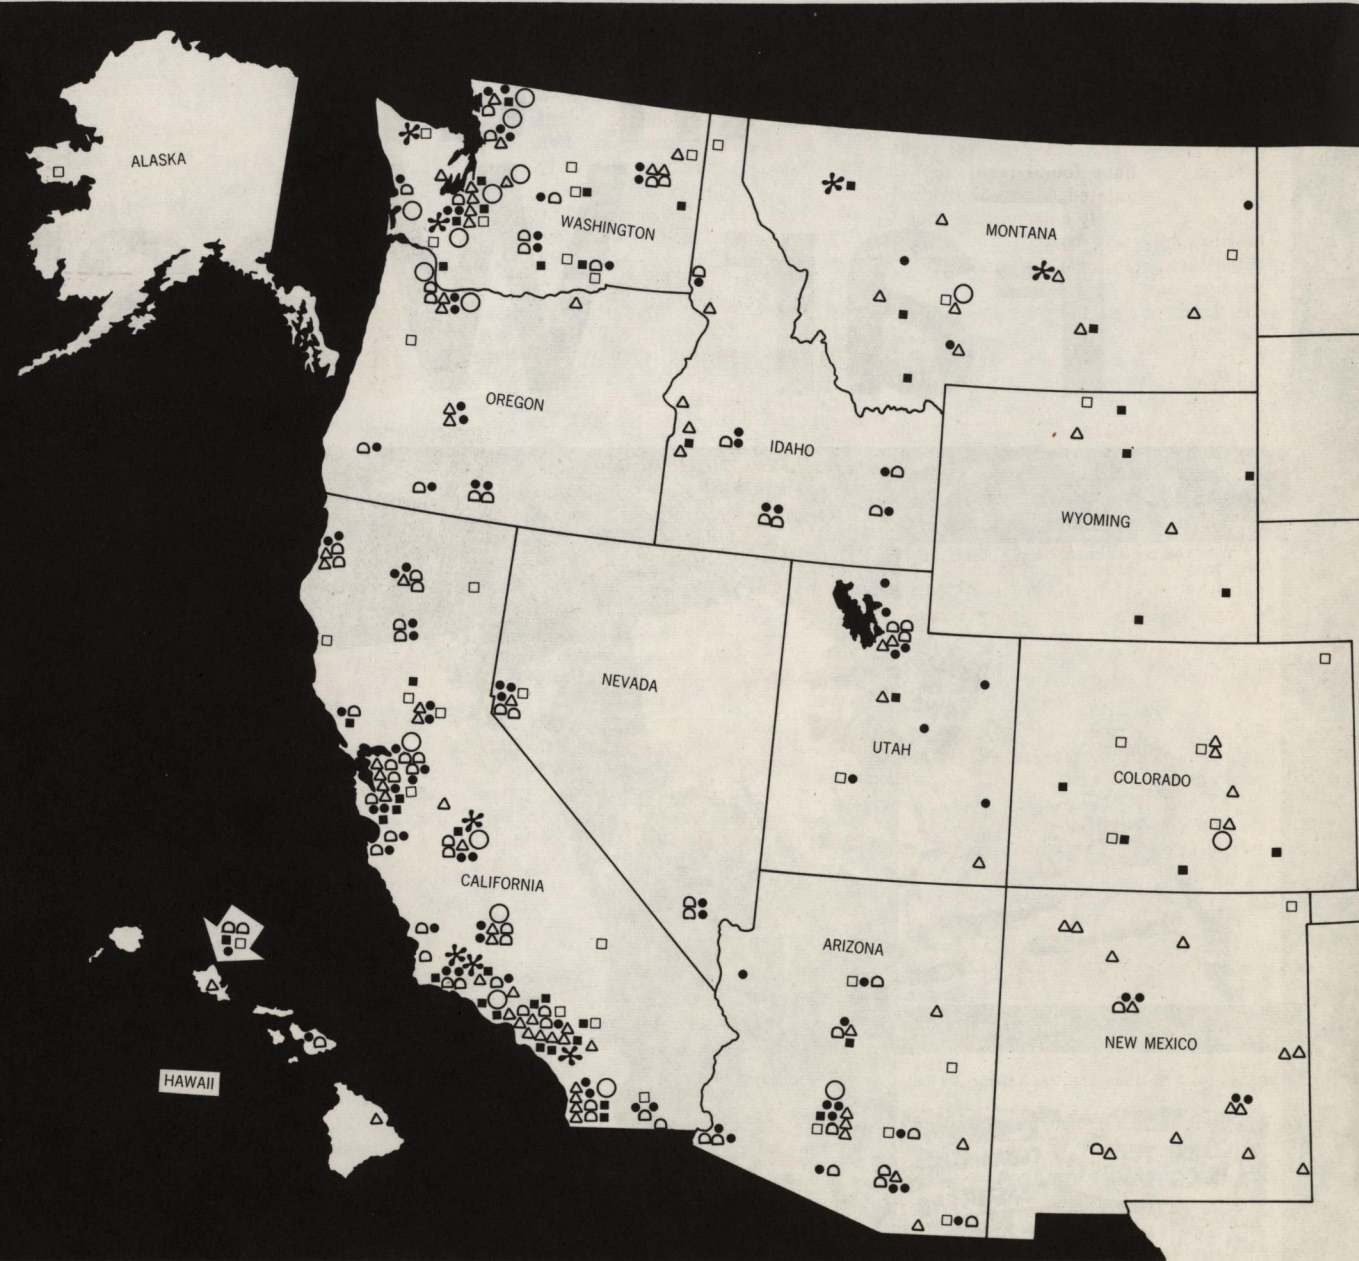 ALASKA
WASHINGTON
MONTANA
OREGON
IDAHO
WYOMING
NEVADA
UTAH
COLORADO
CALIFORNIA
ARIZONA
NEW MEXICO
HAWAII